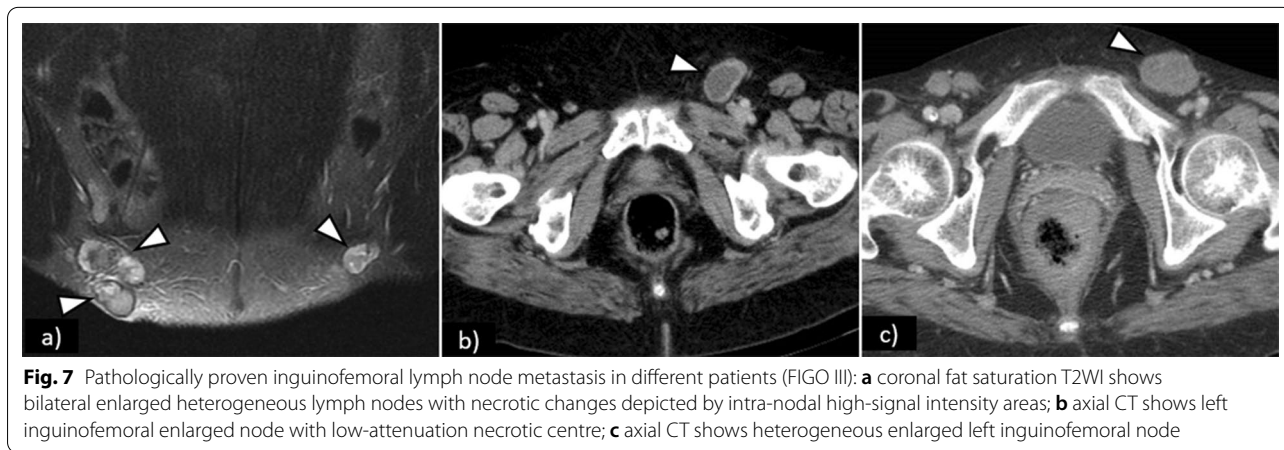 a)
b)
c)
Fig. 7 Pathologically proven inguinofemoral lymph node metastasis in different patients (FIGO III): a coronal fat saturation T2WI shows
bilateral enlarged heterogeneous lymph nodes with necrotic changes depicted by intra-nodal high-signal intensity areas; b axial CT shows left
inguinofemoral enlarged node with low-attenuation necrotic centre; c axial CT shows heterogeneous enlarged left inguinofemoral node